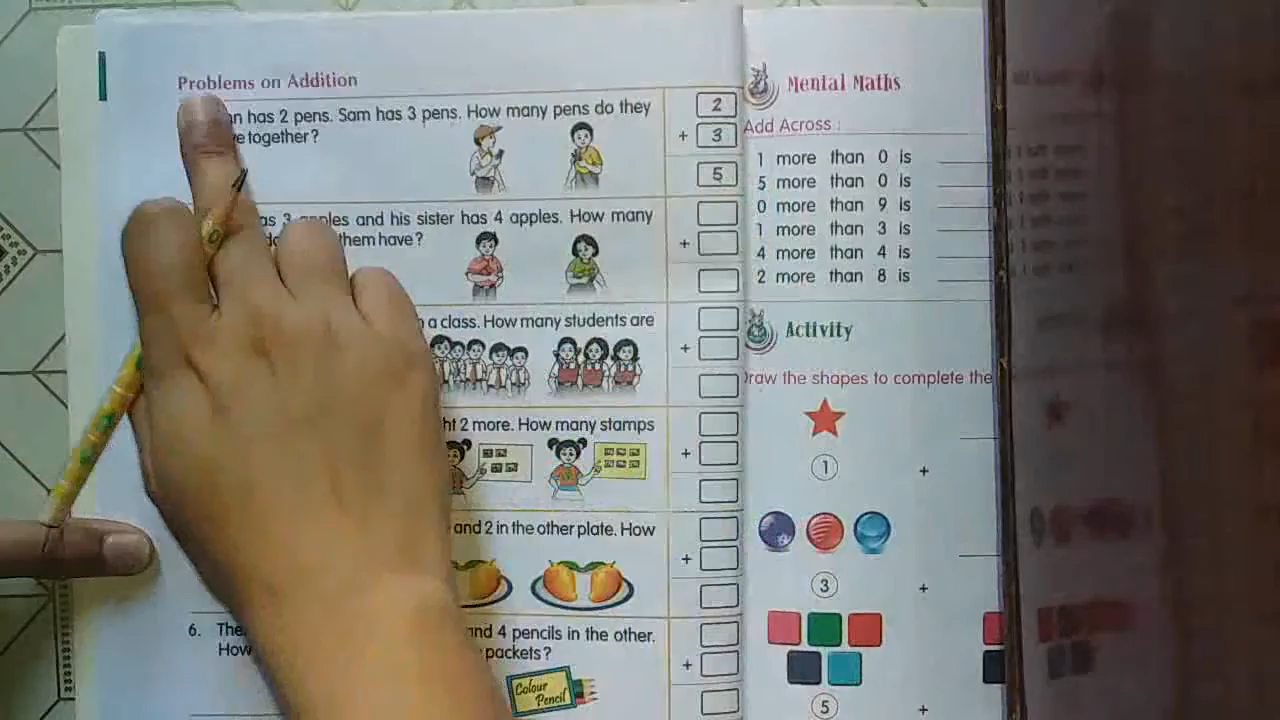 Problems on Addition
has 2 pens. Sam has 3 pens. How many pens do they
together?
2
+ 3
5
3 apples and his sister has 4 apples. How many
them have?
+
a class. How many students are
+
2 more. How many stamps
+
and 2 in the other plate. How
+
6. and 4 pencils in the other.
How packets?
+
Colour
Pencil
Mental Maths
Add Across :
1 more than 0 is
5 more than 0 is
0 more than 9 is
1 more than 3 is
4 more than 4 is
2 more than 8 is
Activity
Draw the shapes to complete the
1 +
3 +
5 +